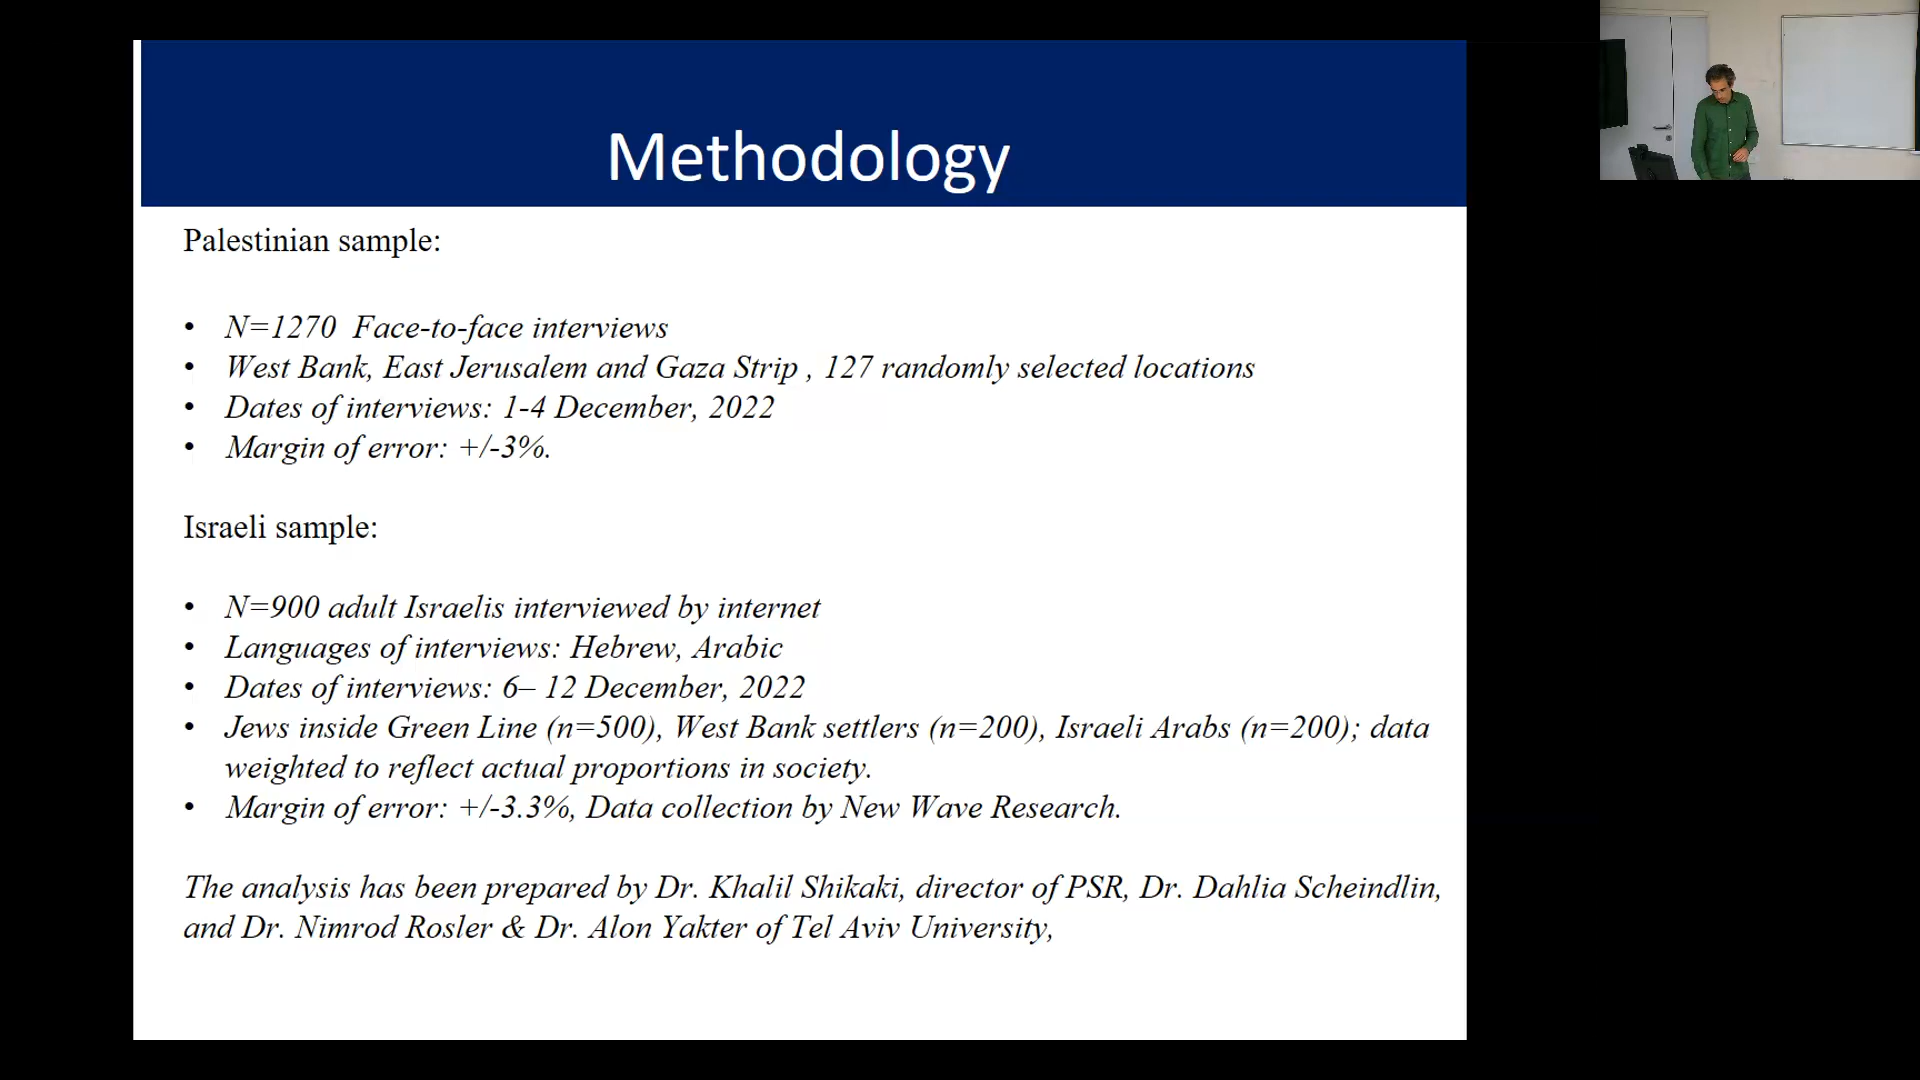 Methodology
Palestinian sample:
• N=1270 Face-to-face interviews
• West Bank, East Jerusalem and Gaza Strip , 127 randomly selected locations
• Dates of interviews: 1-4 December, 2022
• Margin of error: +/-3%.
Israeli sample:
• N=900 adult Israelis interviewed by internet
• Languages of interviews: Hebrew, Arabic
• Dates of interviews: 6– 12 December, 2022
• Jews inside Green Line (n=500), West Bank settlers (n=200), Israeli Arabs (n=200); data
weighted to reflect actual proportions in society.
• Margin of error: +/-3.3%, Data collection by New Wave Research.
The analysis has been prepared by Dr. Khalil Shikaki, director of PSR, Dr. Dahlia Scheindlin,
and Dr. Nimrod Rosler & Dr. Alon Yakter of Tel Aviv University,